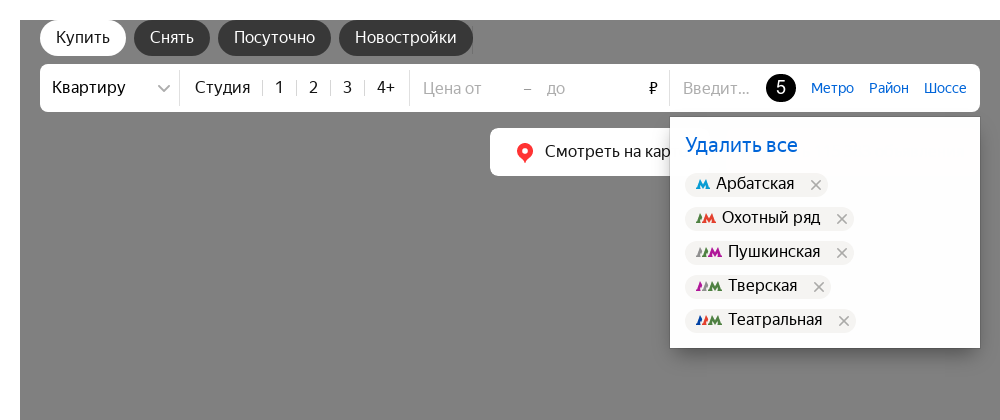 Купить Снять Посуточно Новостройки
Квартиру Студия 1 2 3 4+ Цена от – до ₽ Введит... 5 Метро Район Шоссе
Смотреть на кар
Удалить все
Арбатская
Охотный ряд
Пушкинская
Тверская
Театральная